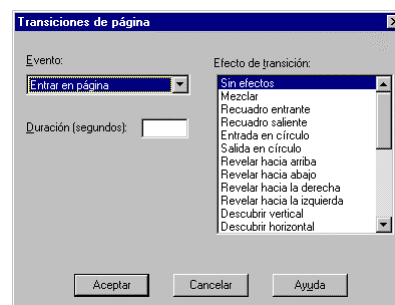 Transiciones de página
Evento:
Entrar en página
Duración (segundos):
Efecto de transición:
Sin efectos
Mezclar
Recuadro entrante
Recuadro saliente
Entrada en círculo
Salida en círculo
Revelar hacia arriba
Revelar hacia abajo
Revelar hacia la derecha
Revelar hacia la izquierda
Descubrir vertical
Descubrir horizontal
Aceptar
Cancelar
Ayuda